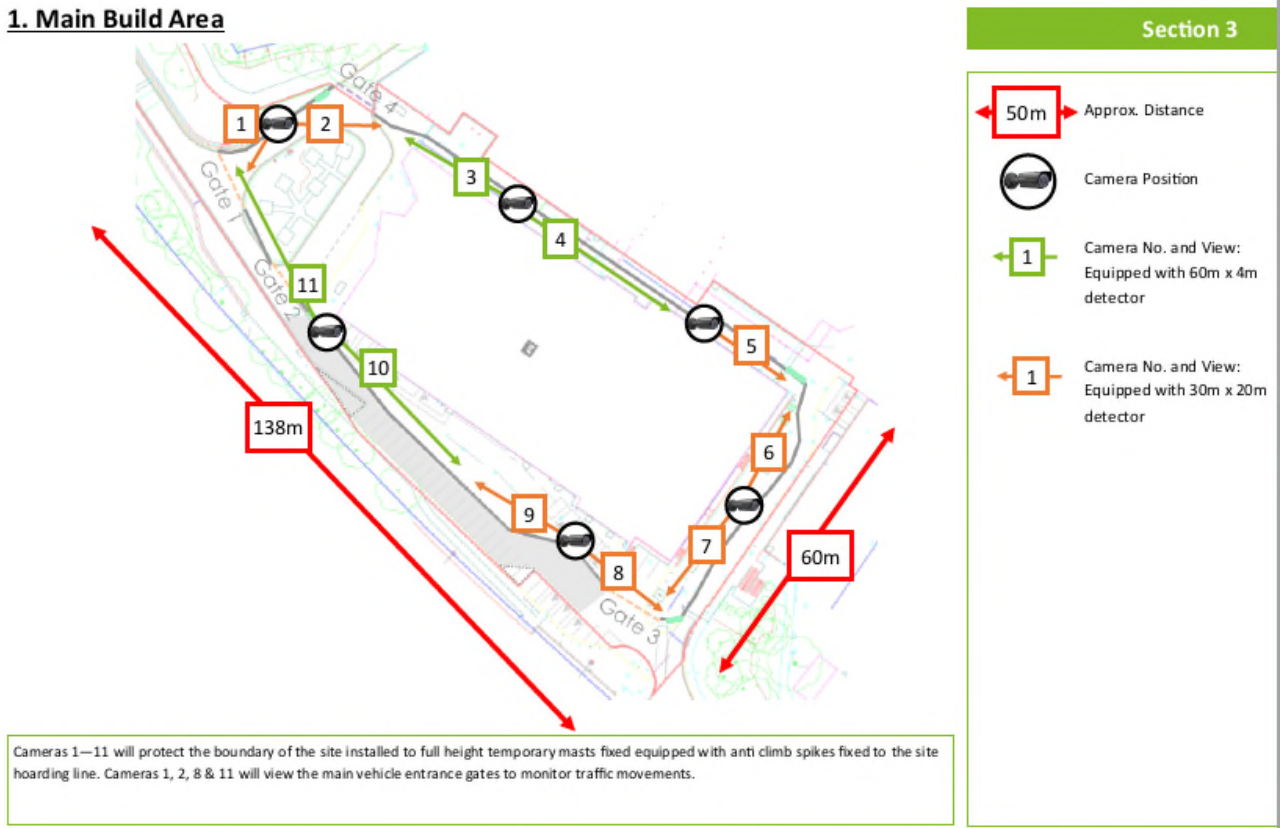 1. Main Build Area
Section 3
50m
Approx. Distance
Camera Position
1
Camera No. and View:
Equipped with 60m x 4m
detector
1
Camera No. and View:
Equipped with 30m x 20m
detector
Gate 4
1
2
3
Gate 1
4
Gate 2
11
5
10
138m
6
9
7
60m
8
Gate 3
Cameras 1—11 will protect the boundary of the site installed to full height temporary masts fixed equipped with anti climb spikes fixed to the site
hoarding line. Cameras 1, 2, 8 & 11 will view the main vehicle entrance gates to monitor traffic movements.